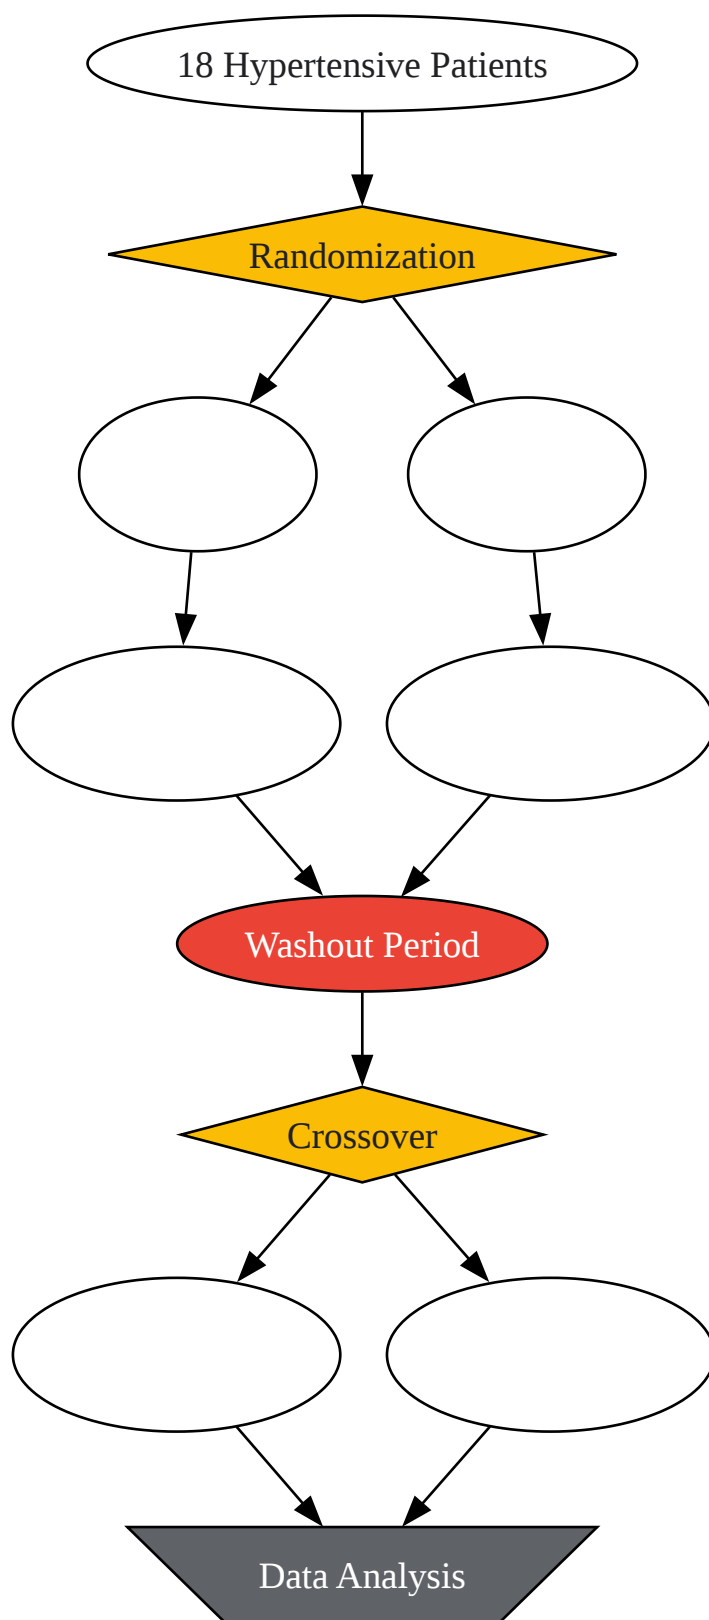 18 Hypertensive Patients
Randomization
Washout Period
Crossover
Data Analysis